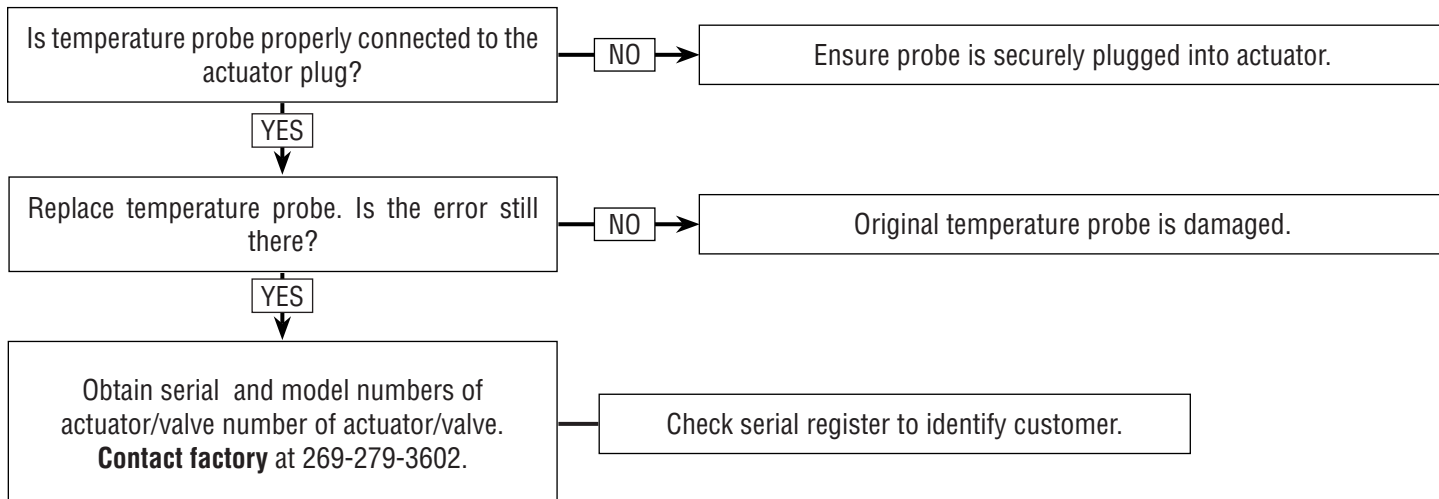 Is temperature probe properly connected to the
actuator plug?
NO
Ensure probe is securely plugged into actuator.
YES
Replace temperature probe. Is the error still
there?
NO
Original temperature probe is damaged.
YES
Obtain serial and model numbers of
actuator/valve number of actuator/valve.
Contact factory at 269-279-3602.
Check serial register to identify customer.